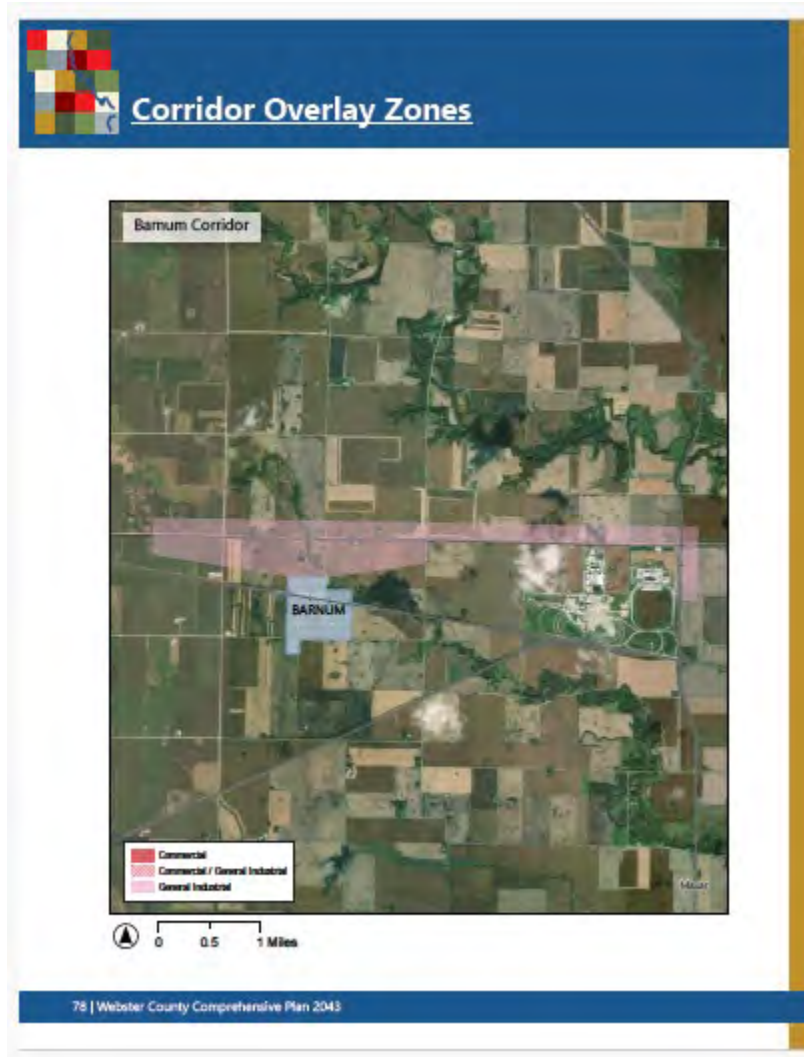 Corridor Overlay Zones
Barnum Corridor
BARNUM
Commercial
Commercial / General Industrial
General Industrial
0 0.5 1 Miles
78 | Webster County Comprehensive Plan 2043